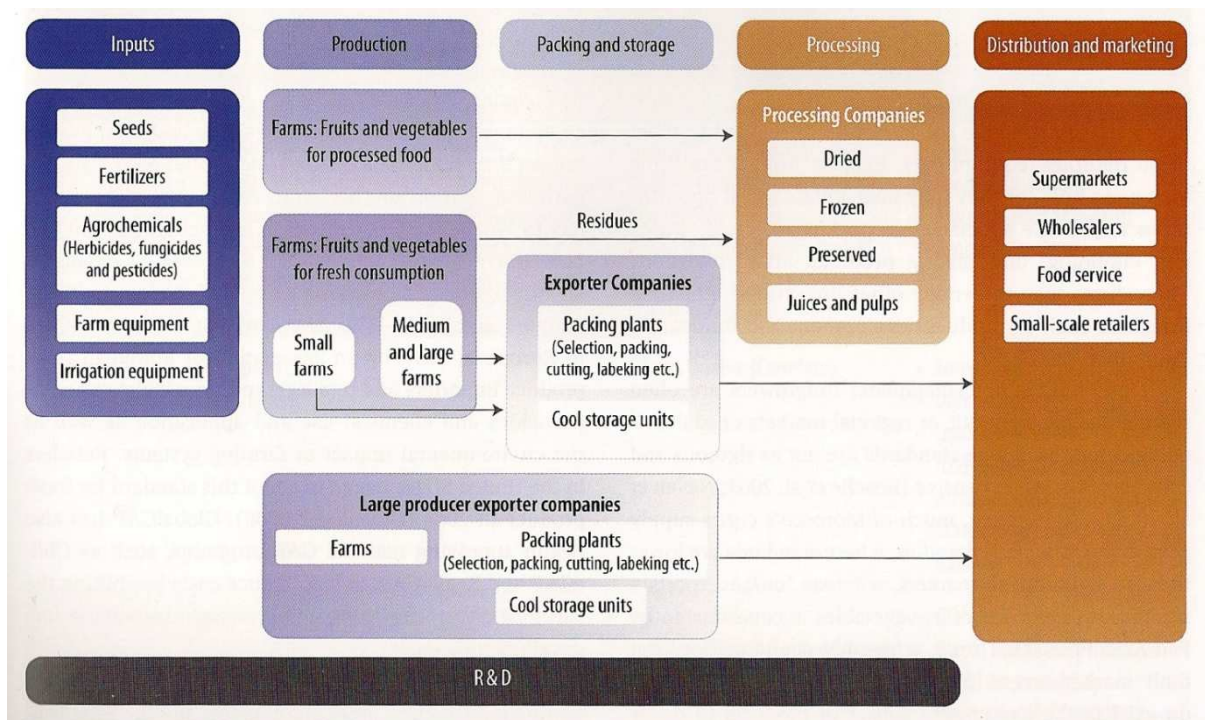 Inputs
Production
Packing and storage
Processing
Distribution and marketing
Seeds
Fertilizers
Agrochemicals
(Herbicides, fungicides
and pesticides)
Farm equipment
Irrigation equipment
Farms: Fruits and vegetables
for processed food
Farms: Fruits and vegetables
for fresh consumption
Small
farms
Medium
and large
farms
Residues
Exporter Companies
Packing plants
(Selection, packing,
cutting, labeking etc.)
Cool storage units
Processing Companies
Dried
Frozen
Preserved
Juices and pulps
Supermarkets
Wholesalers
Food service
Small-scale retailers
Large producer exporter companies
Farms
Packing plants
(Selection, packing, cutting, labeking etc.)
Cool storage units
R & D